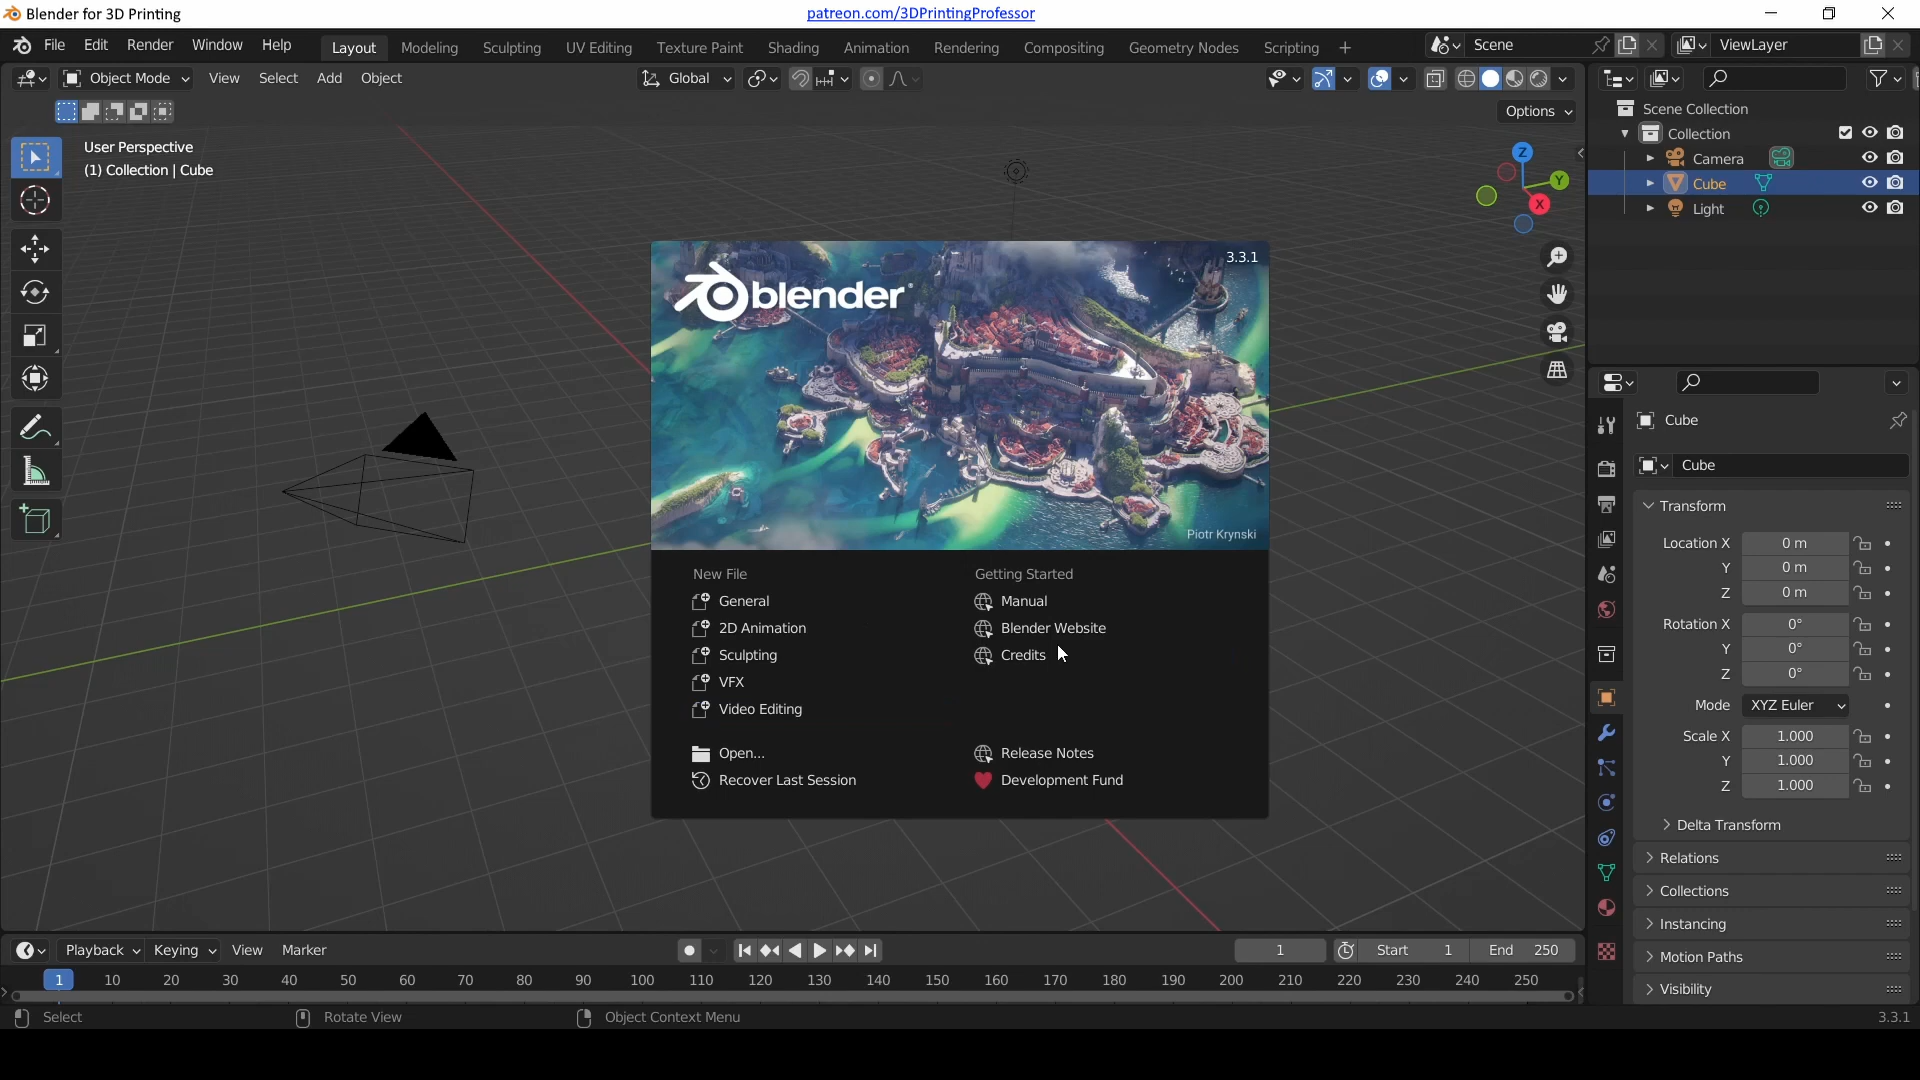 Blender for 3D Printing
patreon.com/3DPrintingProfessor
File Edit Render Window Help
Layout Modeling Sculpting UV Editing Texture Paint Shading Animation Rendering Compositing Geometry Nodes Scripting +
Scene
ViewLayer
Object Mode View Select Add Object
Global
Options
User Perspective
(1) Collection | Cube
Z
Y
X
Scene Collection
Collection
Camera
Cube
Light
blender
3.3.1
Piotr Krynski
New File
General
2D Animation
Sculpting
VFX
Video Editing
Open...
Recover Last Session
Getting Started
Manual
Blender Website
Credits
Release Notes
Development Fund
Cube
Cube
Transform
Location X 0 m
Y 0 m
Z 0 m
Rotation X 0°
Y 0°
Z 0°
Mode XYZ Euler
Scale X 1.000
Y 1.000
Z 1.000
Delta Transform
Relations
Collections
Instancing
Motion Paths
Visibility
Playback Keying View Marker
1
Start 1
End 250
1 10 20 30 40 50 60 70 80 90 100 110 120 130 140 150 160 170 180 190 200 210 220 230 240 250
Select
Rotate View
Object Context Menu
3.3.1